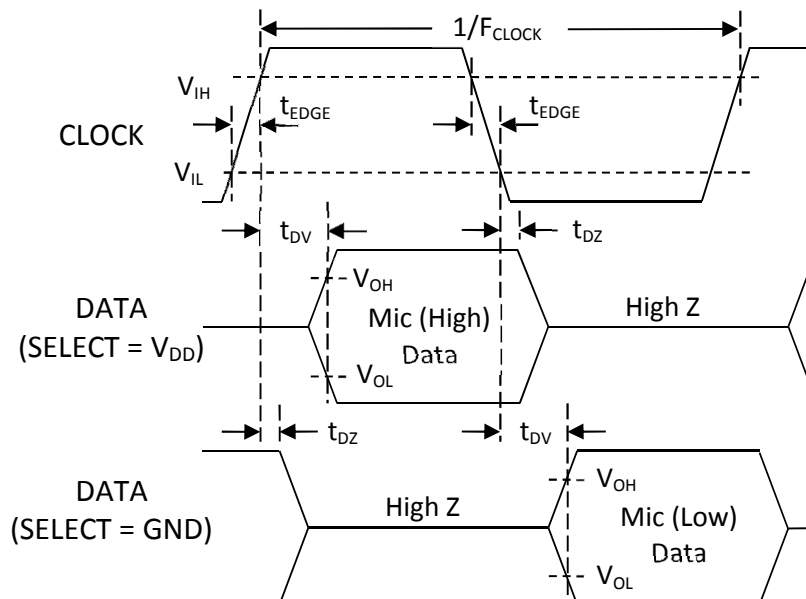 1/FCLOCK
VIH
tEDGE
tEDGE
CLOCK
VIL
tDV
tDZ
VOH
DATA
(SELECT = VDD)
Mic (High)
Data
High Z
VOL
tDZ
tDV
DATA
(SELECT = GND)
High Z
VOH
Mic (Low)
Data
VOL